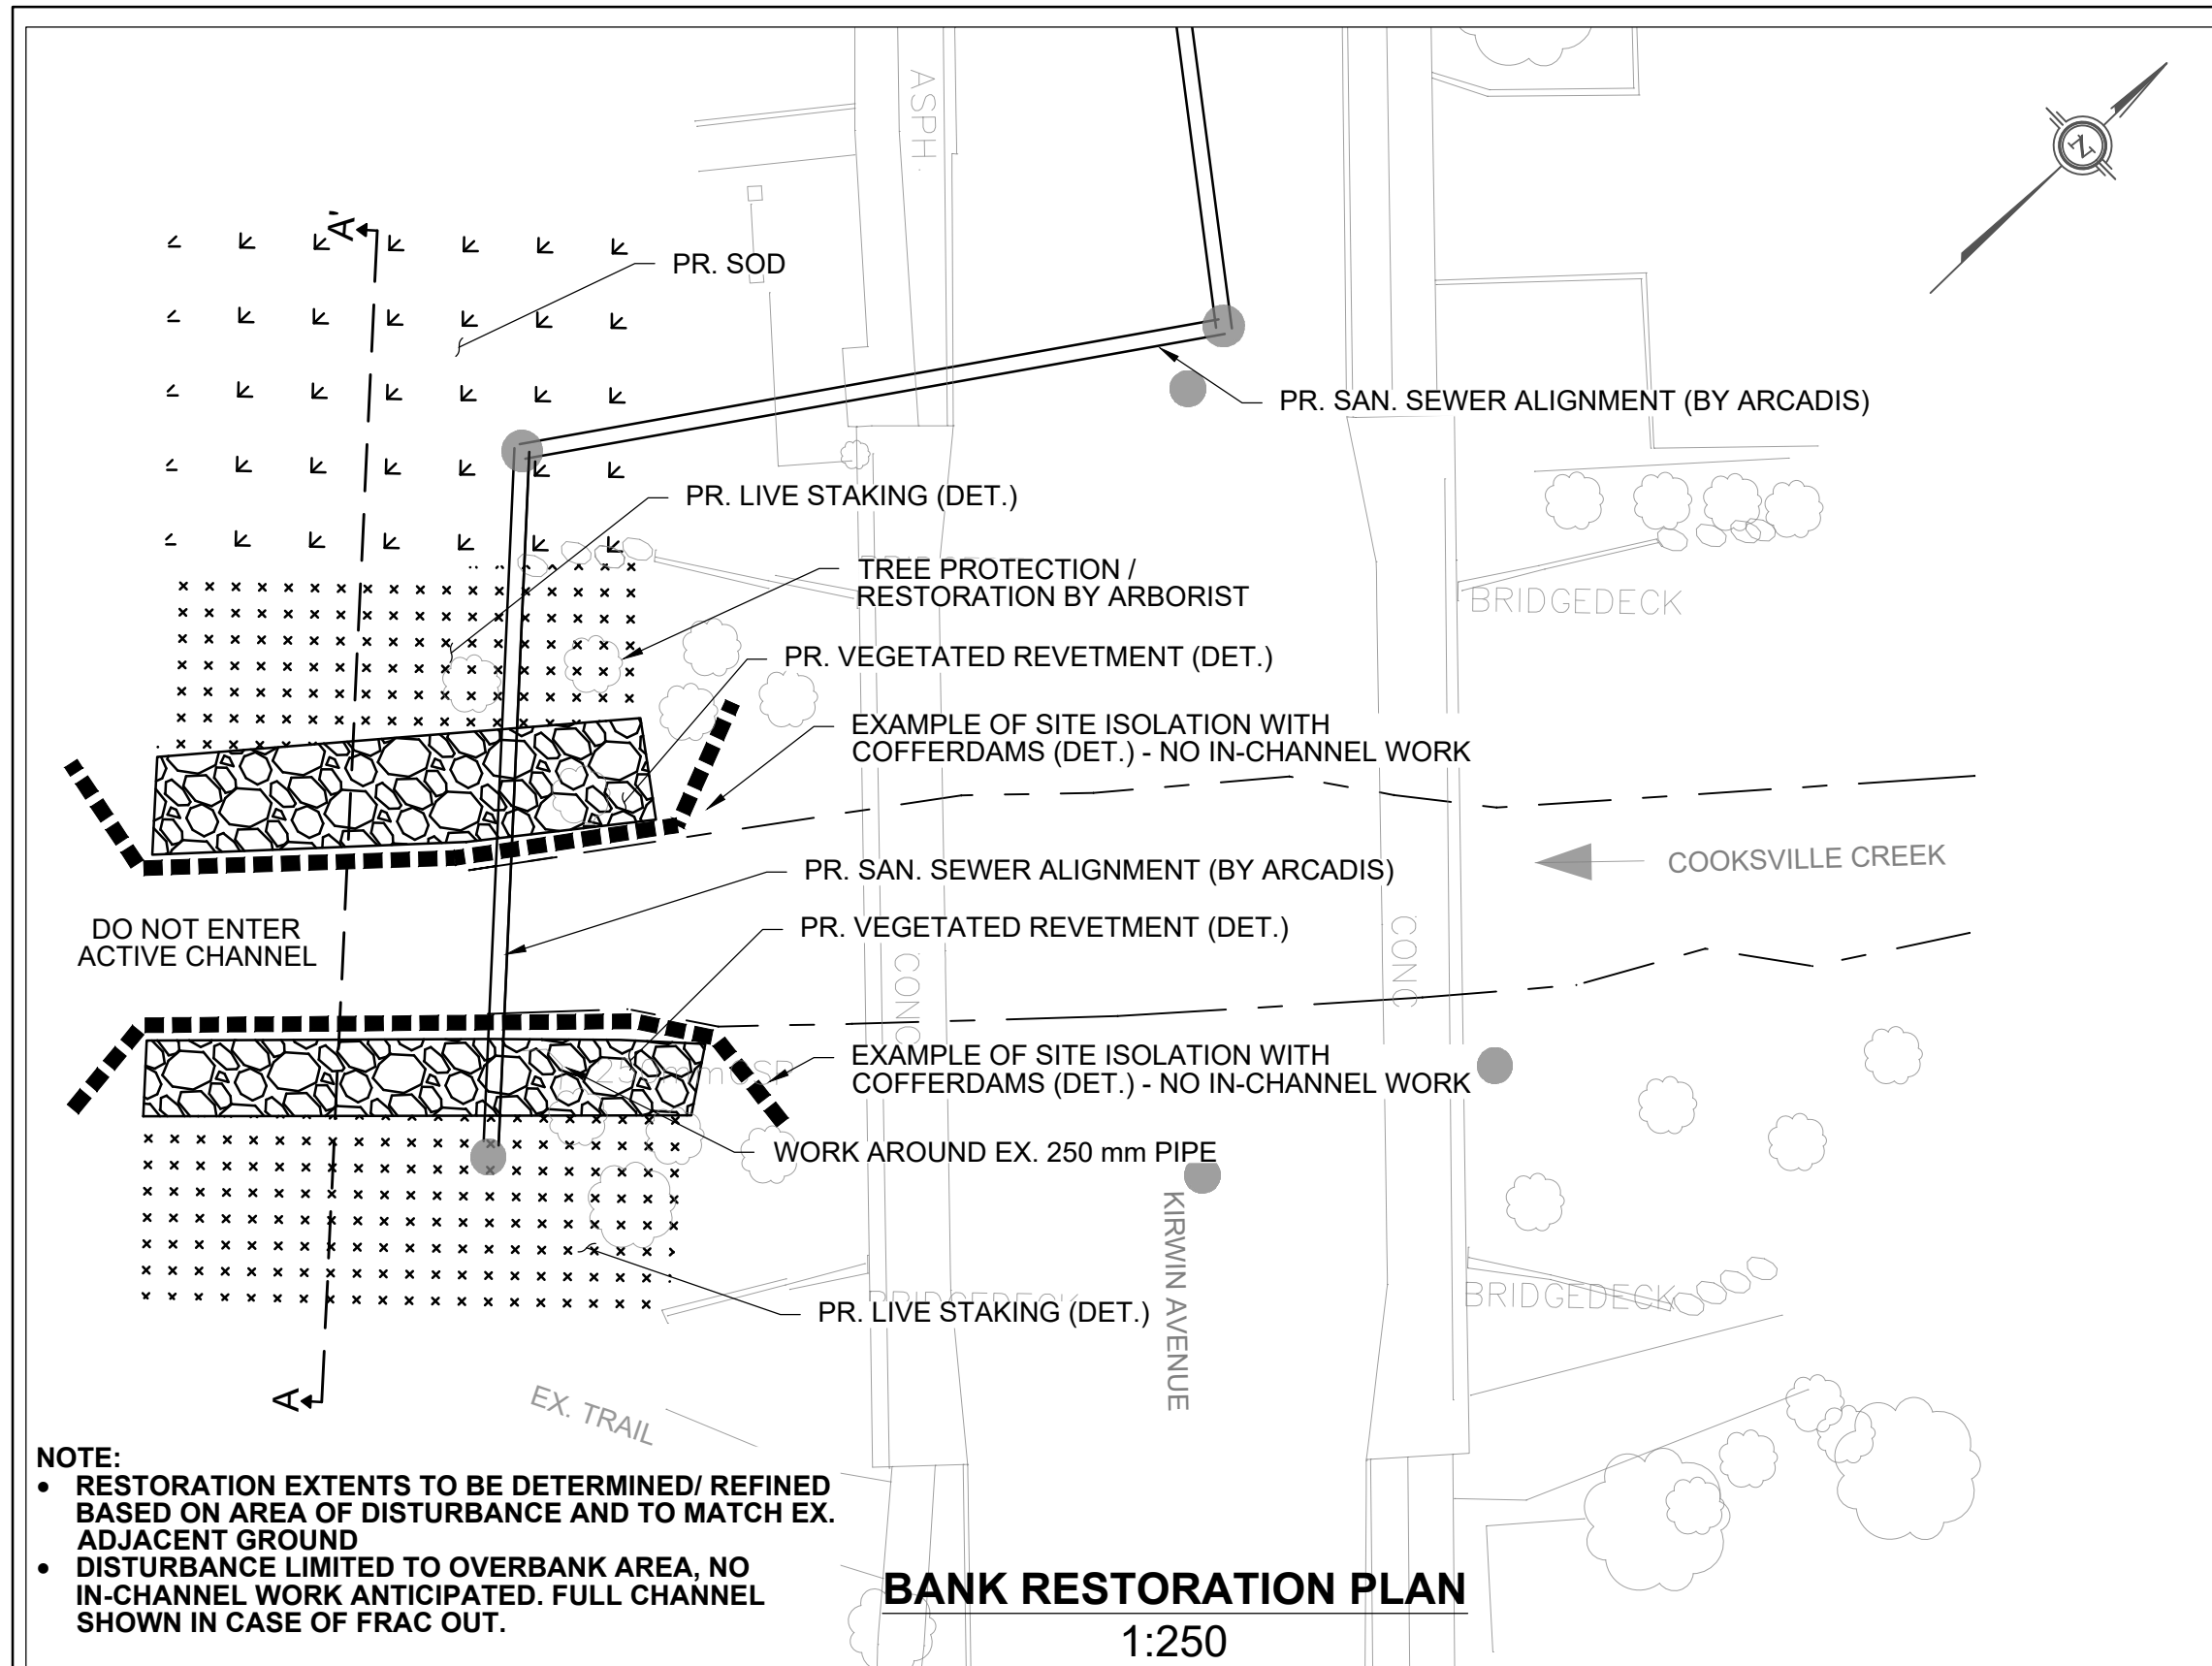 ASPH.
N
A'
PR. SOD
PR. SAN. SEWER ALIGNMENT (BY ARCADIS)
PR. LIVE STAKING (DET.)
TREE PROTECTION /
RESTORATION BY ARBORIST
BRIDGEDECK
PR. VEGETATED REVETMENT (DET.)
EXAMPLE OF SITE ISOLATION WITH
COFFERDAMS (DET.) - NO IN-CHANNEL WORK
COOKSVILLE CREEK
PR. SAN. SEWER ALIGNMENT (BY ARCADIS)
DO NOT ENTER
ACTIVE CHANNEL
PR. VEGETATED REVETMENT (DET.)
CONC
CONC
EXAMPLE OF SITE ISOLATION WITH
COFFERDAMS (DET.) - NO IN-CHANNEL WORK
WORK AROUND EX. 250 mm PIPE
KIRWIN AVENUE
BRIDGEDECK
BRIDGEDECK
PR. LIVE STAKING (DET.)
A
EX. TRAIL
NOTE:
• RESTORATION EXTENTS TO BE DETERMINED/ REFINED
BASED ON AREA OF DISTURBANCE AND TO MATCH EX.
ADJACENT GROUND
• DISTURBANCE LIMITED TO OVERBANK AREA, NO
IN-CHANNEL WORK ANTICIPATED. FULL CHANNEL
SHOWN IN CASE OF FRAC OUT.
BANK RESTORATION PLAN
1:250